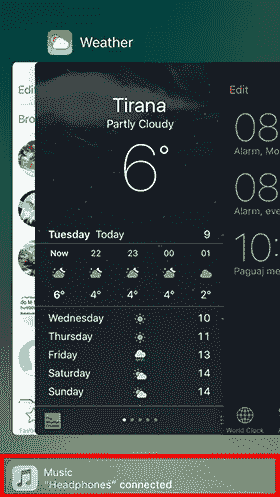 Weather
Edi
Bro
Tirana
Partly Cloudy
6°
Tuesday Today 9
Now 22 23 00 01
6° 4° 4° 4° 2°
Wednesday 10
Thursday 11
Friday 13
Saturday 14
Sunday 14
Edit
08
Alarm, Mo
08
Alarm, eve
10:
Paguaj me
World Clock
Music
"Headphones" connected